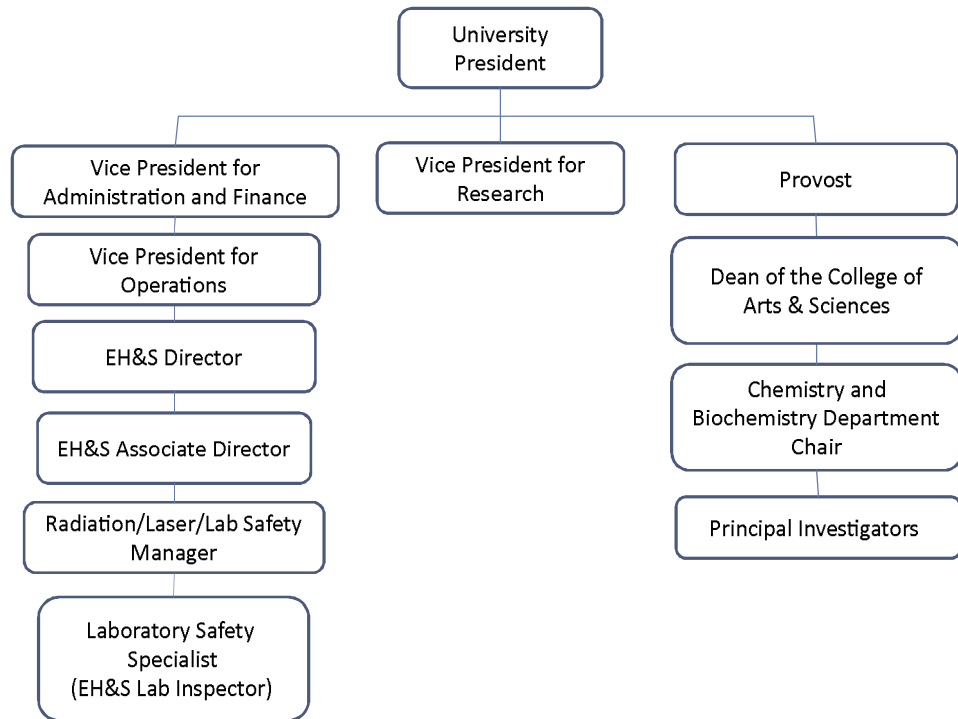 University
President
Vice President for
Administration and Finance
Vice President for
Research
Provost
Vice President for
Operations
Dean of the College of
Arts & Sciences
EH&S Director
Chemistry and
Biochemistry Department
Chair
EH&S Associate Director
Radiation/Laser/Lab Safety
Manager
Principal Investigators
Laboratory Safety
Specialist
(EH&S Lab Inspector)